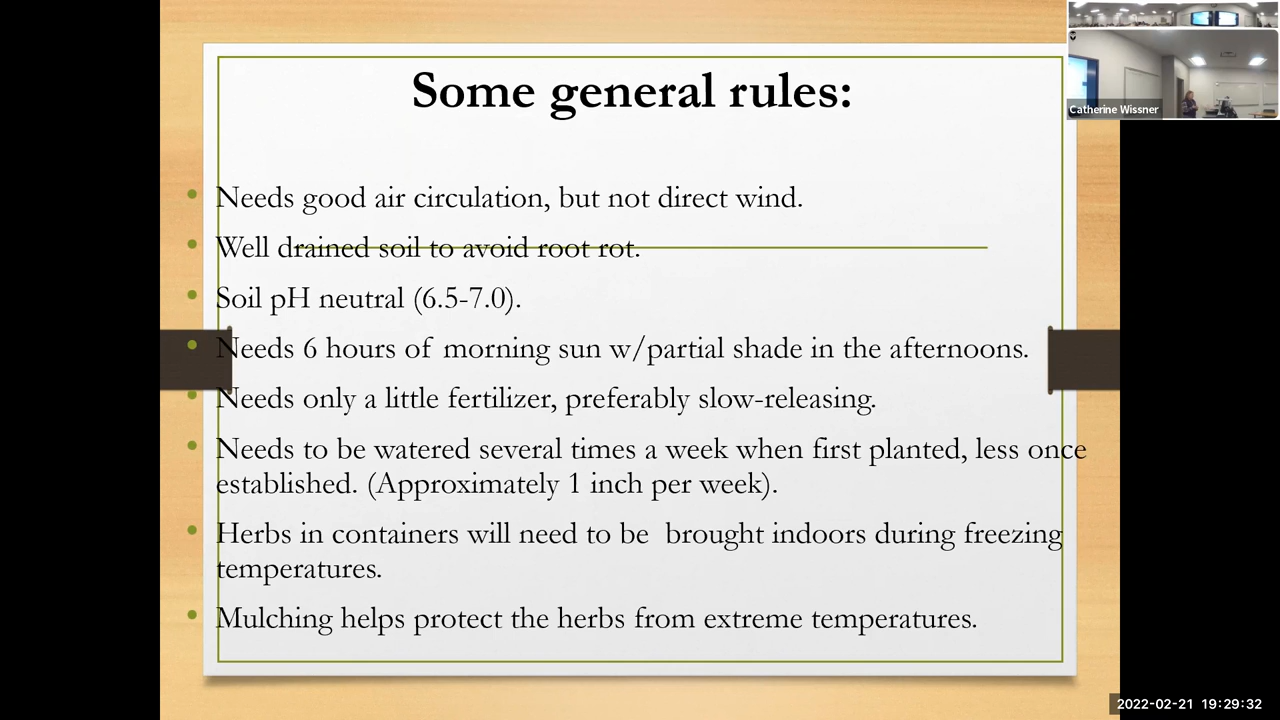 Some general rules:
Catherine Wissner
• Needs good air circulation, but not direct wind.
• Well drained soil to avoid root rot.
• Soil pH neutral (6.5-7.0).
• Needs 6 hours of morning sun w/partial shade in the afternoons.
• Needs only a little fertilizer, preferably slow-releasing.
• Needs to be watered several times a week when first planted, less once
established. (Approximately 1 inch per week).
• Herbs in containers will need to be  brought indoors during freezing
temperatures.
• Mulching helps protect the herbs from extreme temperatures.
2022-02-21 19:29:32